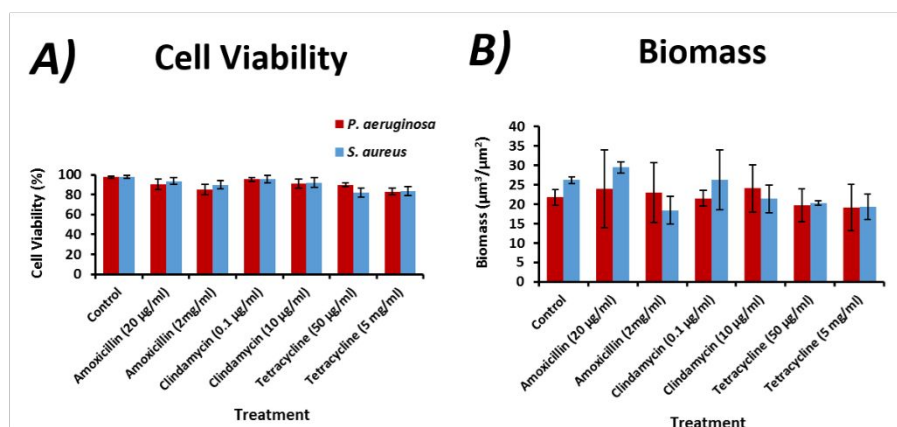 A) Cell Viability
P. aeruginosa
S. aureus
Cell Viability (%)
100
80
60
40
20
0
Control
Amoxicillin (20 µg/ml)
Amoxicillin (2mg/ml)
Clindamycin (0.1 µg/ml)
Clindamycin (10 µg/ml)
Tetracycline (50 µg/ml)
Tetracycline (5 mg/ml)
Treatment
B) Biomass
Biomass (µm³/µm²)
40
35
30
25
20
15
10
5
0
Control
Amoxicillin (20 µg/ml)
Amoxicillin (2mg/ml)
Clindamycin (0.1 µg/ml)
Clindamycin (10 µg/ml)
Tetracycline (50 µg/ml)
Tetracycline (5 mg/ml)
Treatment